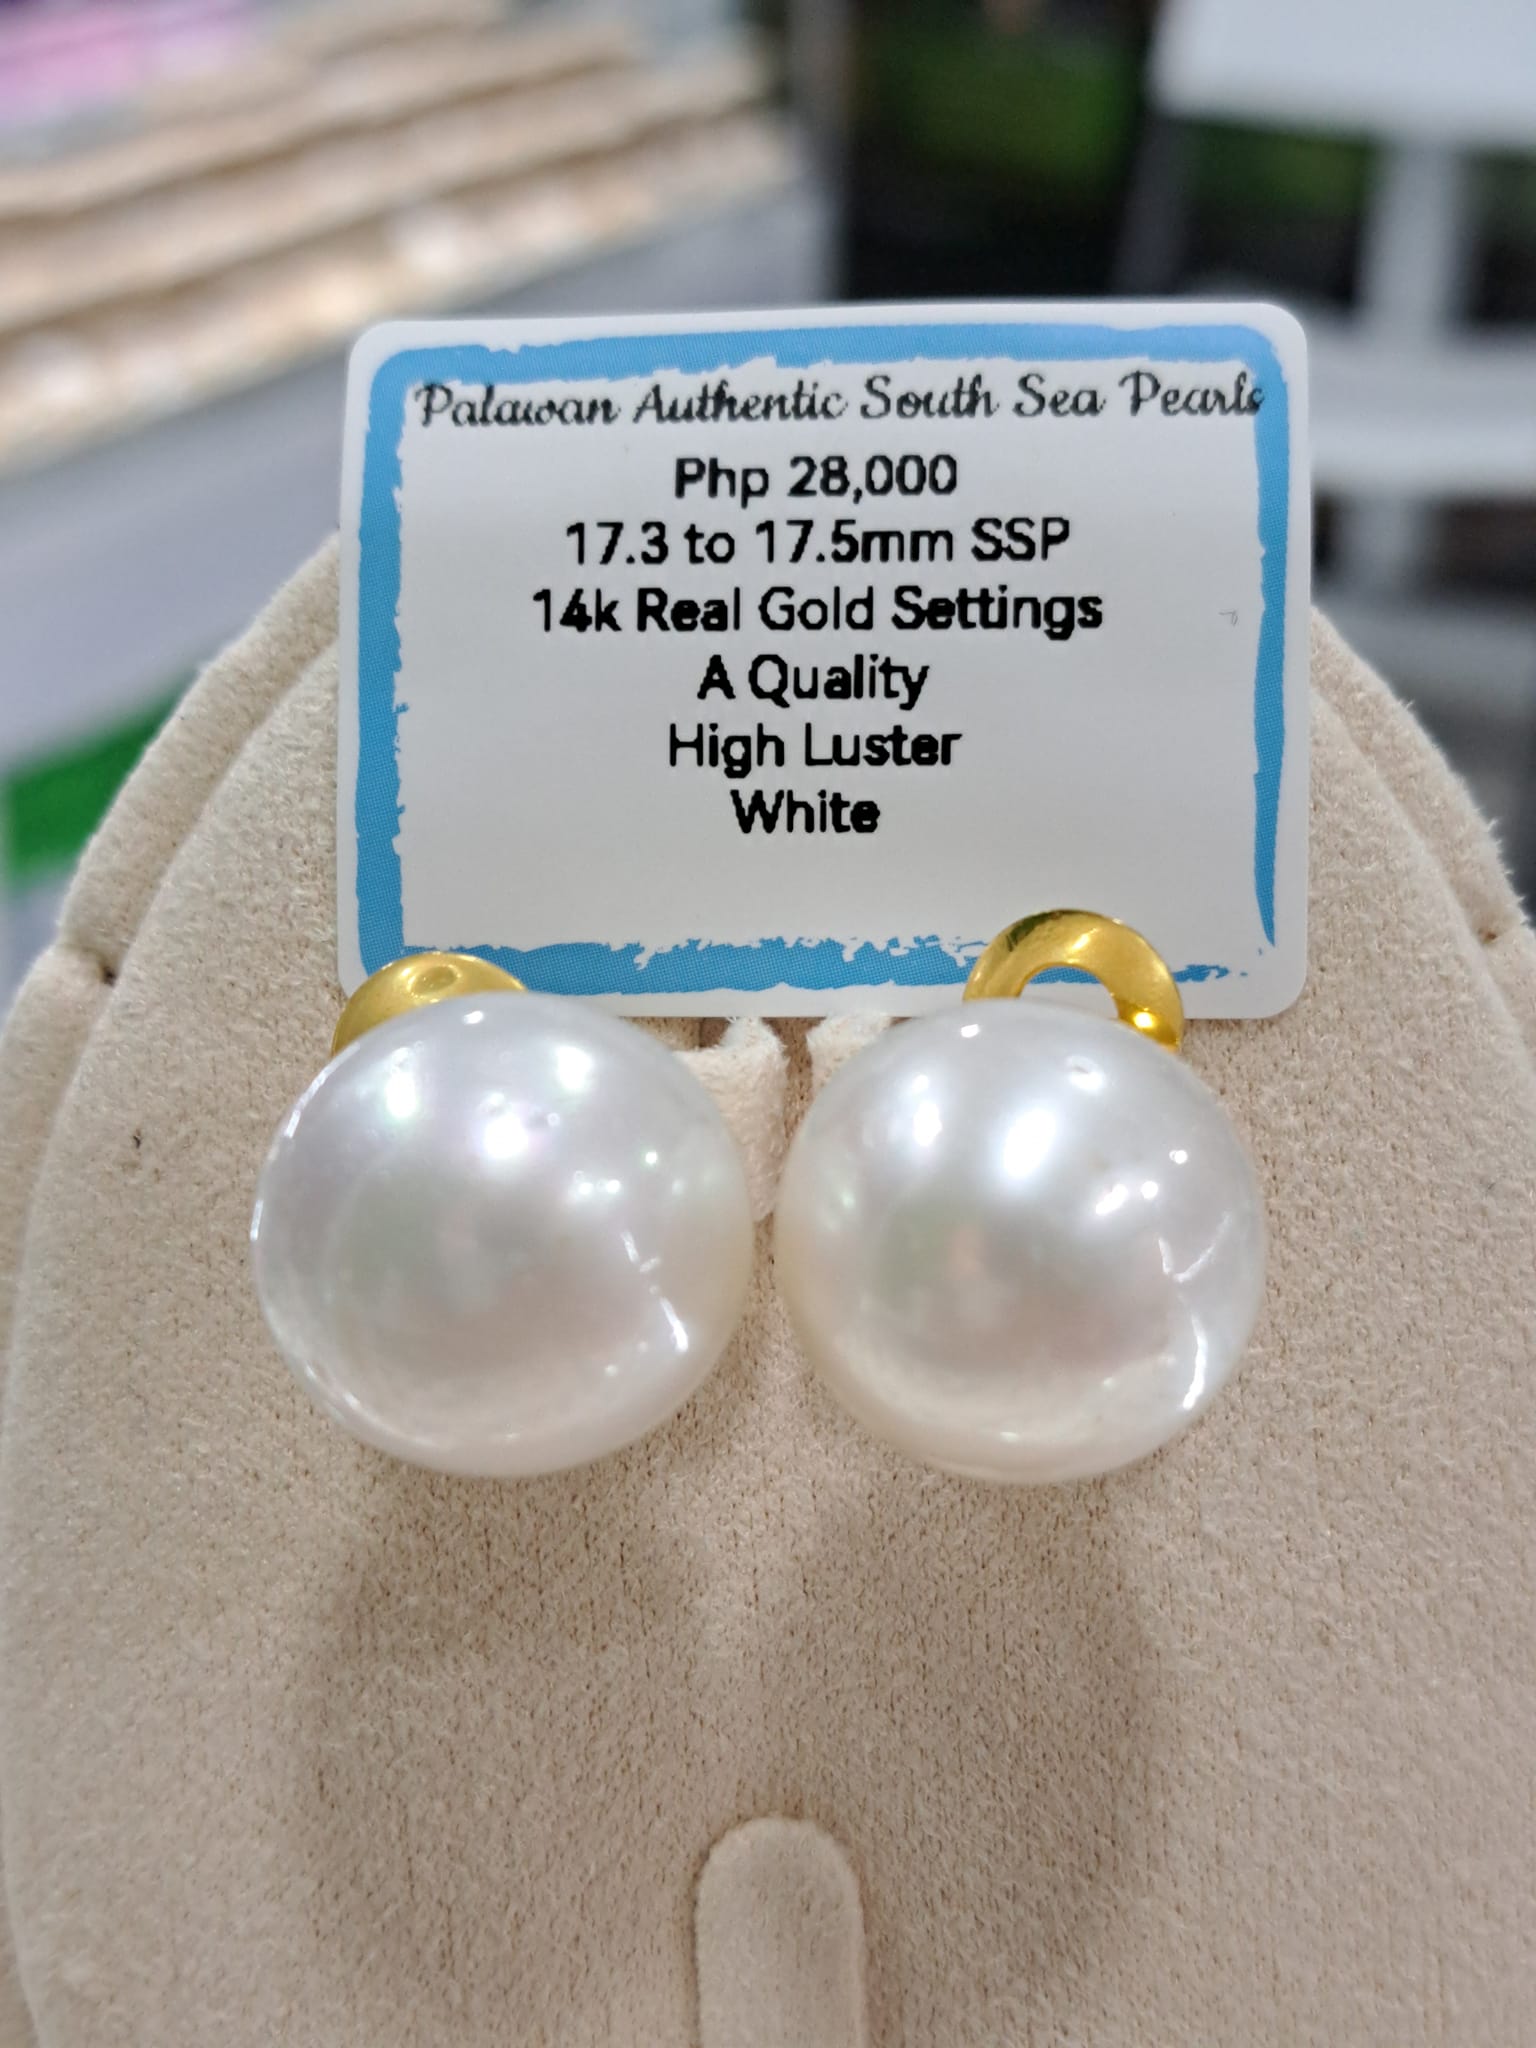 Palawan Authentic South Sea Pearls
Php 28,000
17.3 to 17.5mm SSP
14k Real Gold Settings
A Quality
High Luster
White